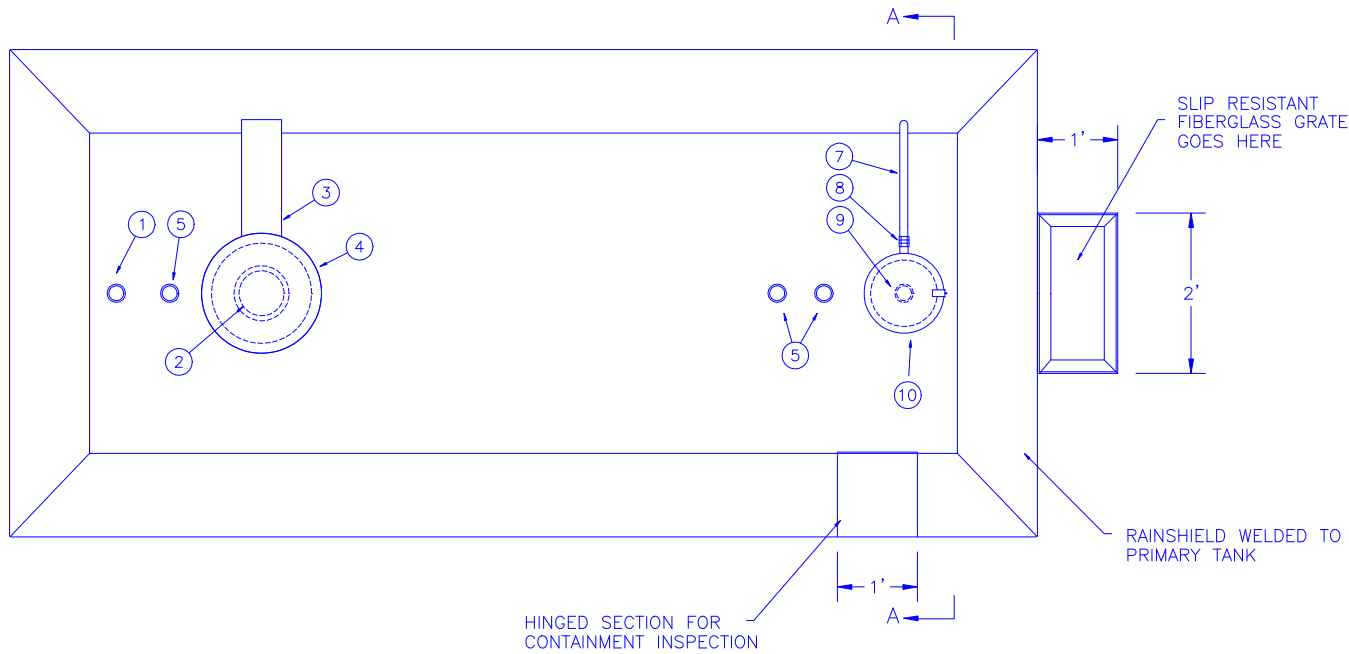 A
SLIP RESISTANT
FIBERGLASS GRATE
GOES HERE
1'
7
8
3
9
1
5
4
2'
2
5
10
RAINSHIELD WELDED TO
PRIMARY TANK
1'
A
HINGED SECTION FOR
CONTAINMENT INSPECTION